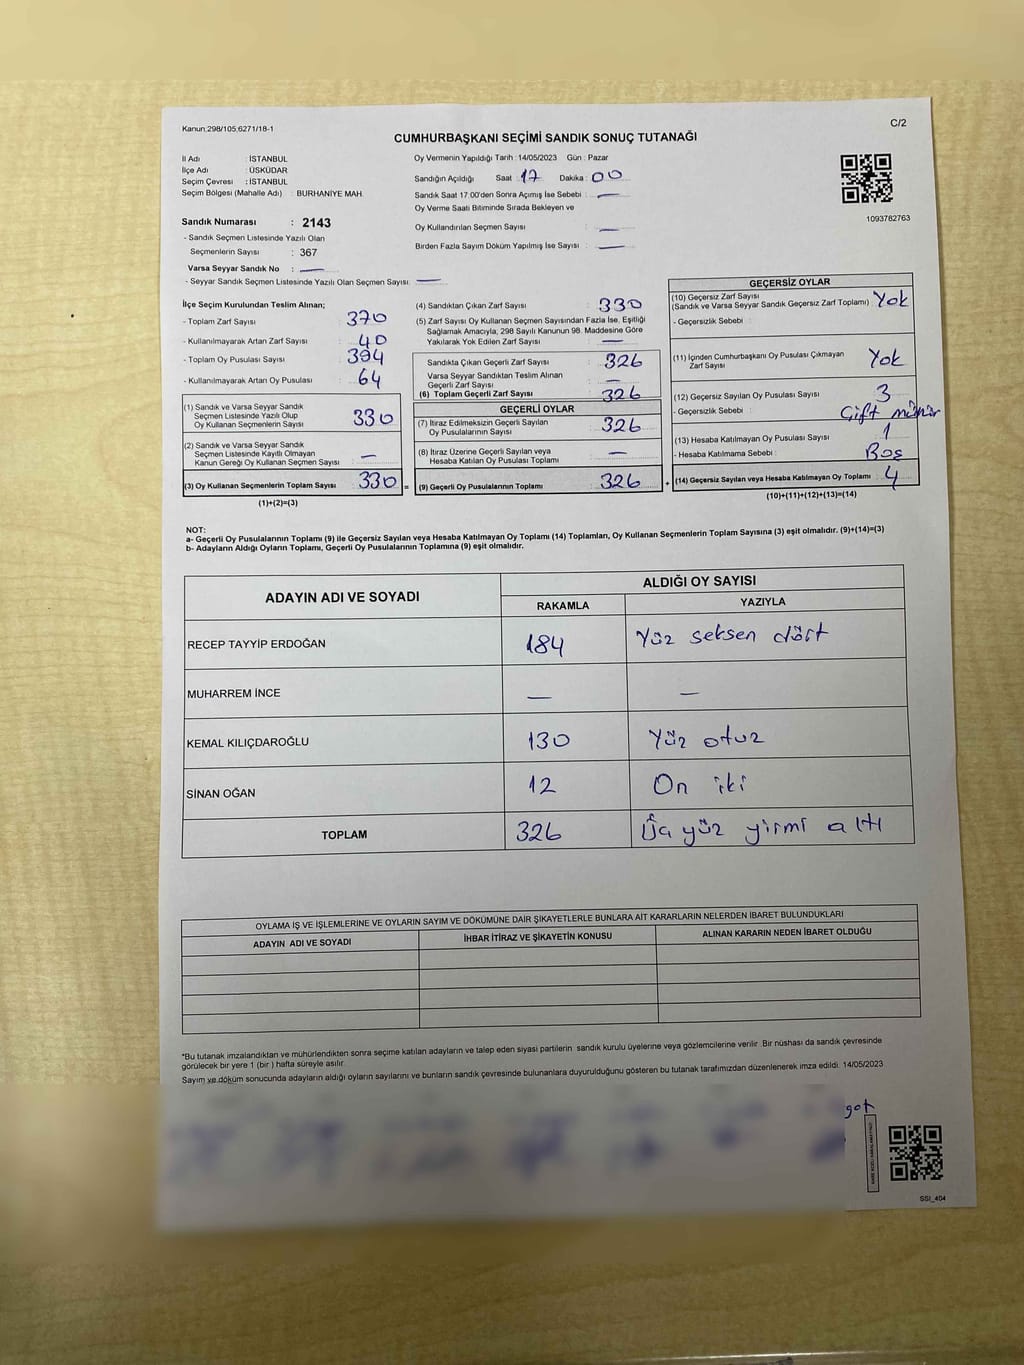 Kanun;298/105;6271/18-1
C/2
CUMHURBAŞKANI SEÇİMİ SANDIK SONUÇ TUTANAĞI
İl Adı : İSTANBUL
İlçe Adı : ÜSKÜDAR
Seçim Çevresi : İSTANBUL
Seçim Bölgesi (Mahalle Adı) : BURHANİYE MAH.
Sandık Numarası : 2143
- Sandık Seçmen Listesinde Yazılı Olan
Seçmenlerin Sayısı : 367
Varsa Seyyar Sandık No : —
- Seyyar Sandık Seçmen Listesinde Yazılı Olan Seçmen Sayısı : —
Oy Vermenin Yapıldığı Tarih : 14/05/2023 Gün : Pazar
Sandığın Açıldığı Saat : 17 Dakika : 00
Sandık Saat 17.00'den Sonra Açımış İse Sebebi : —
Oy Verme Saati Bitiminde Sırada Bekleyen ve
Oy Kullandırılan Seçmen Sayısı : —
Birden Fazla Sayım Döküm Yapılmış İse Sayısı : —
1093782763
İlçe Seçim Kurulundan Teslim Alınan;
- Toplam Zarf Sayısı : 370
- Kullanılmayarak Artan Zarf Sayısı : 40
- Toplam Oy Pusulası Sayısı : 394
- Kullanılmayarak Artan Oy Pusulası : 64
(1) Sandık ve Varsa Seyyar Sandık
Seçmen Listesinde Yazılı Olup
Oy Kullanan Seçmenlerin Sayısı : 330
(2) Sandık ve Varsa Seyyar Sandık
Seçmen Listesinde Kayıtlı Olmayan
Kanun Gereği Oy Kullanan Seçmen Sayısı : —
(3) Oy Kullanan Seçmenlerin Toplam Sayısı : 330 =
(1)+(2)=(3)
(4) Sandıktan Çıkan Zarf Sayısı : 330
(5) Zarf Sayısı Oy Kullanan Seçmen Sayısından Fazla İse, Eşitliği
Sağlamak Amacıyla; 298 Sayılı Kanunun 98. Maddesine Göre
Yakılarak Yok Edilen Zarf Sayısı : —
Sandıkta Çıkan Geçerli Zarf Sayısı : 326
Varsa Seyyar Sandıktan Teslim Alınan
Geçerli Zarf Sayısı : —
(6) Toplam Geçerli Zarf Sayısı : 326
GEÇERLİ OYLAR
(7) İtiraz Edilmeksizin Geçerli Sayılan
Oy Pusulalarının Sayısı : 326
(8) İtiraz Üzerine Geçerli Sayılan veya
Hesaba Katılan Oy Pusulası Toplamı : —
(9) Geçerli Oy Pusulalarının Toplamı : 326 +
GEÇERSİZ OYLAR
(10) Geçersiz Zarf Sayısı
(Sandık ve Varsa Seyyar Sandık Geçersiz Zarf Toplamı) : Yok
- Geçersizlik Sebebi :
(11) İçinden Cumhurbaşkanı Oy Pusulası Çıkmayan
Zarf Sayısı : Yok
(12) Geçersiz Sayılan Oy Pusulası Sayısı : 3
- Geçersizlik Sebebi : Çift mühür
(13) Hesaba Katılmayan Oy Pusulası Sayısı : 1
- Hesaba Katılmama Sebebi : Boş
(14) Geçersiz Sayılan veya Hesaba Katılmayan Oy Toplamı : 4
(10)+(11)+(12)+(13)=(14)
NOT:
a- Geçerli Oy Pusulalarının Toplamı (9) ile Geçersiz Sayılan veya Hesaba Katılmayan Oy Toplamı (14) Toplamları, Oy Kullanan Seçmenlerin Toplam Sayısına (3) eşit olmalıdır. (9)+(14)=(3)
b- Adayların Aldığı Oyların Toplamı, Geçerli Oy Pusulalarının Toplamına (9) eşit olmalıdır.
ADAYIN ADI VE SOYADI
ALDIĞI OY SAYISI
RAKAMLA YAZIYLA
RECEP TAYYİP ERDOĞAN 184 Yüz seksen dört
MUHARREM İNCE — —
KEMAL KILIÇDAROĞLU 130 Yüz otuz
SİNAN OĞAN 12 On iki
TOPLAM 326 Üç yüz yirmi altı
OYLAMA İŞ VE İŞLEMLERİNE VE OYLARIN SAYIM VE DÖKÜMÜNE DAİR ŞİKAYETLERLE BUNLARA AİT KARARLARIN NELERDEN İBARET BULUNDUKLARI
ADAYIN ADI VE SOYADI İHBAR İTİRAZ VE ŞİKAYETİN KONUSU ALINAN KARARIN NEDEN İBARET OLDUĞU
*Bu tutanak imzalandıktan ve mühürlendikten sonra seçime katılan adayların ve talep eden siyasi partilerin sandık kurulu üyelerine veya gözlemcilerine verilir. Bir nüshası da sandık çevresinde
görülecek bir yere 1 (bir) hafta süreyle asılır.
Sayım ve döküm sonucunda adayların aldığı oyların sayılarını ve bunların sandık çevresinde bulunanlara duyurulduğunu gösteren bu tutanak tarafımızdan düzenlenerek imza edildi. 14/05/2023
SSI_404